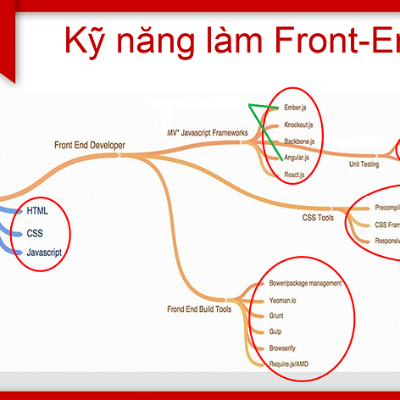 Kỹ năng làm Front-En
Front End Developer
MV* Javascript Frameworks
Ember.js
Knockout.js
Backbone.js
Angular.js
React.js
Unit Testing
HTML
CSS
Javascript
CSS Tools
Precompil
CSS Fram
Responsiv
Frond End Build Tools
Bower/package management
Yeoman.io
Grunt
Gulp
Browserify
Require.js/AMD